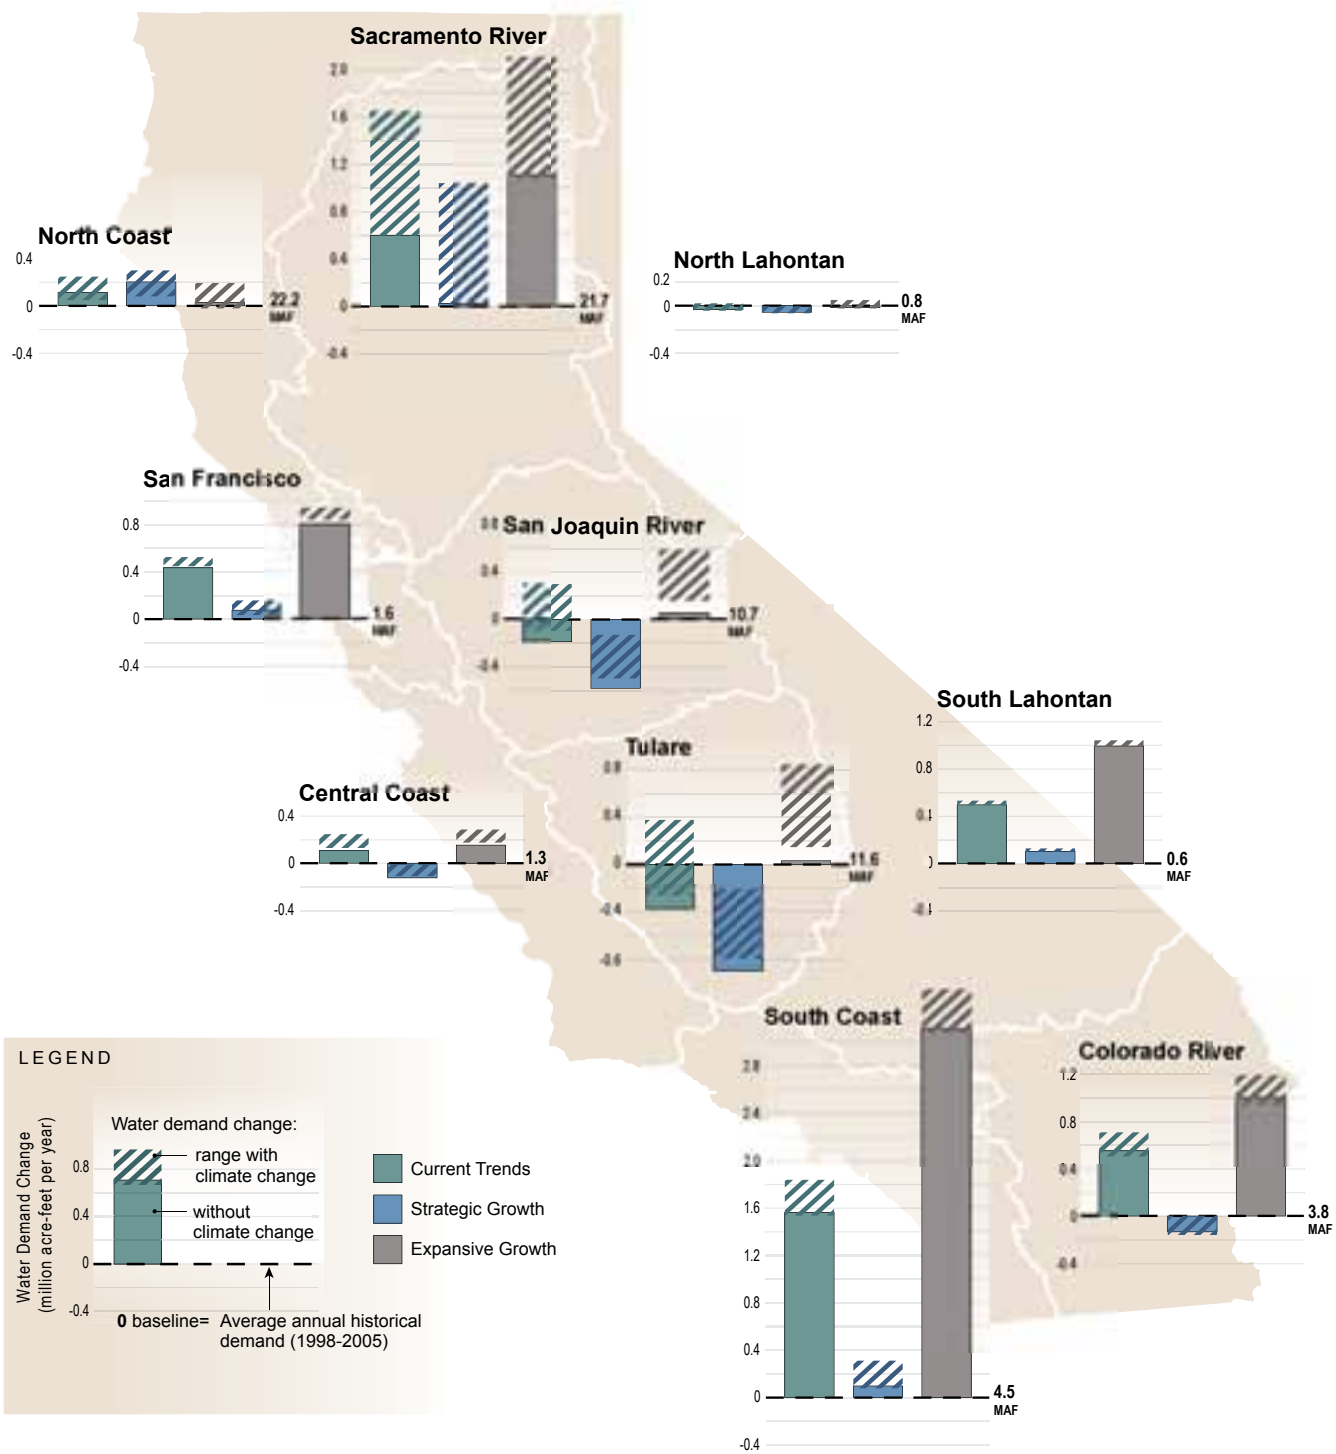 Sacramento River
2.0
1.6
1.2
0.8
0.4
0
-0.4
21.7
MAF
North Coast
0.4
0
-0.4
22.2
MAF
North Lahontan
0.2
0
-0.4
0.8
MAF
San Francisco
0.8
0.4
0
-0.4
1.6
MAF
San Joaquin River
0.8
0.4
0
-0.4
10.7
MAF
South Lahontan
1.2
0.8
0.4
0
-0.4
0.6
MAF
Tulare
0.8
0.4
0
-0.4
-0.6
11.6
MAF
Central Coast
0.4
0
-0.4
1.3
MAF
South Coast
2.8
2.4
2.0
1.6
1.2
0.8
0.4
0
-0.4
4.5
MAF
Colorado River
1.2
0.8
0.4
0
-0.4
3.8
MAF
LEGEND
Water Demand Change
(million acre-feet per year)
Water demand change:
0.8
0.4
0
-0.4
range with
climate change
without
climate change
0 baseline= Average annual historical
demand (1998-2005)
Current Trends
Strategic Growth
Expansive Growth